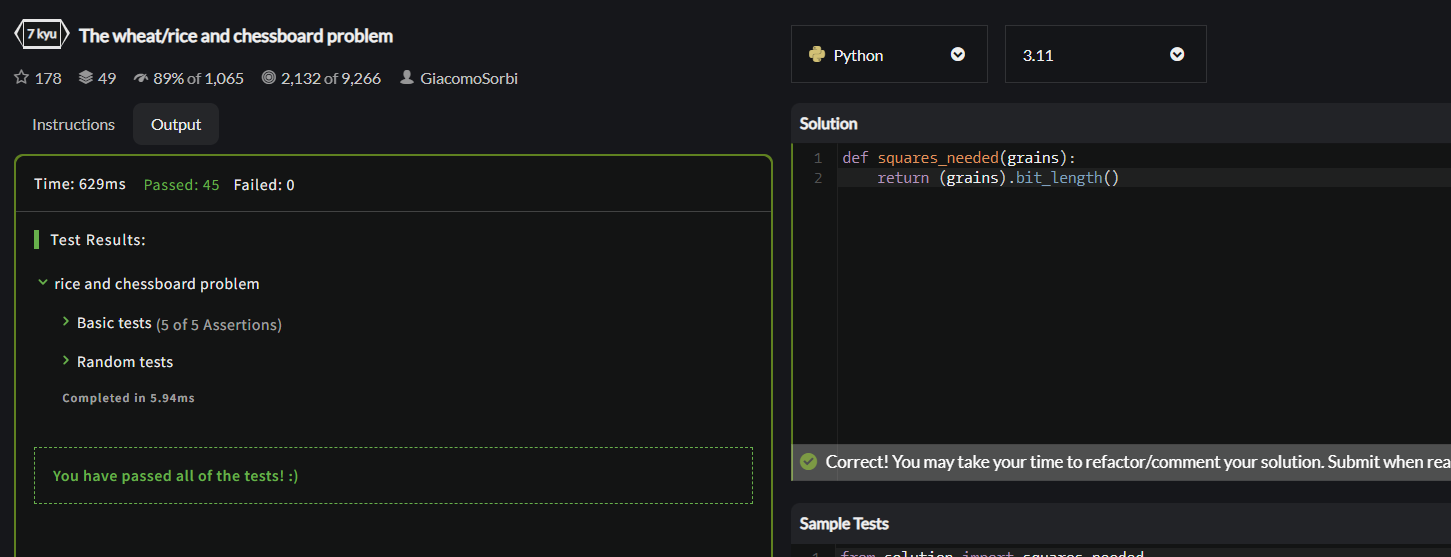 7 kyu The wheat/rice and chessboard problem
178 49 89% of 1,065 2,132 of 9,266 GiacomoSorbi
Instructions Output
Time: 629ms Passed: 45 Failed: 0
Test Results:
rice and chessboard problem
Basic tests (5 of 5 Assertions)
Random tests
Completed in 5.94ms
You have passed all of the tests! :)
Python 3.11
Solution
1 def squares_needed(grains):
2 return (grains).bit_length()
Correct! You may take your time to refactor/comment your solution. Submit when rea
Sample Tests
1 from solution import squares_needed